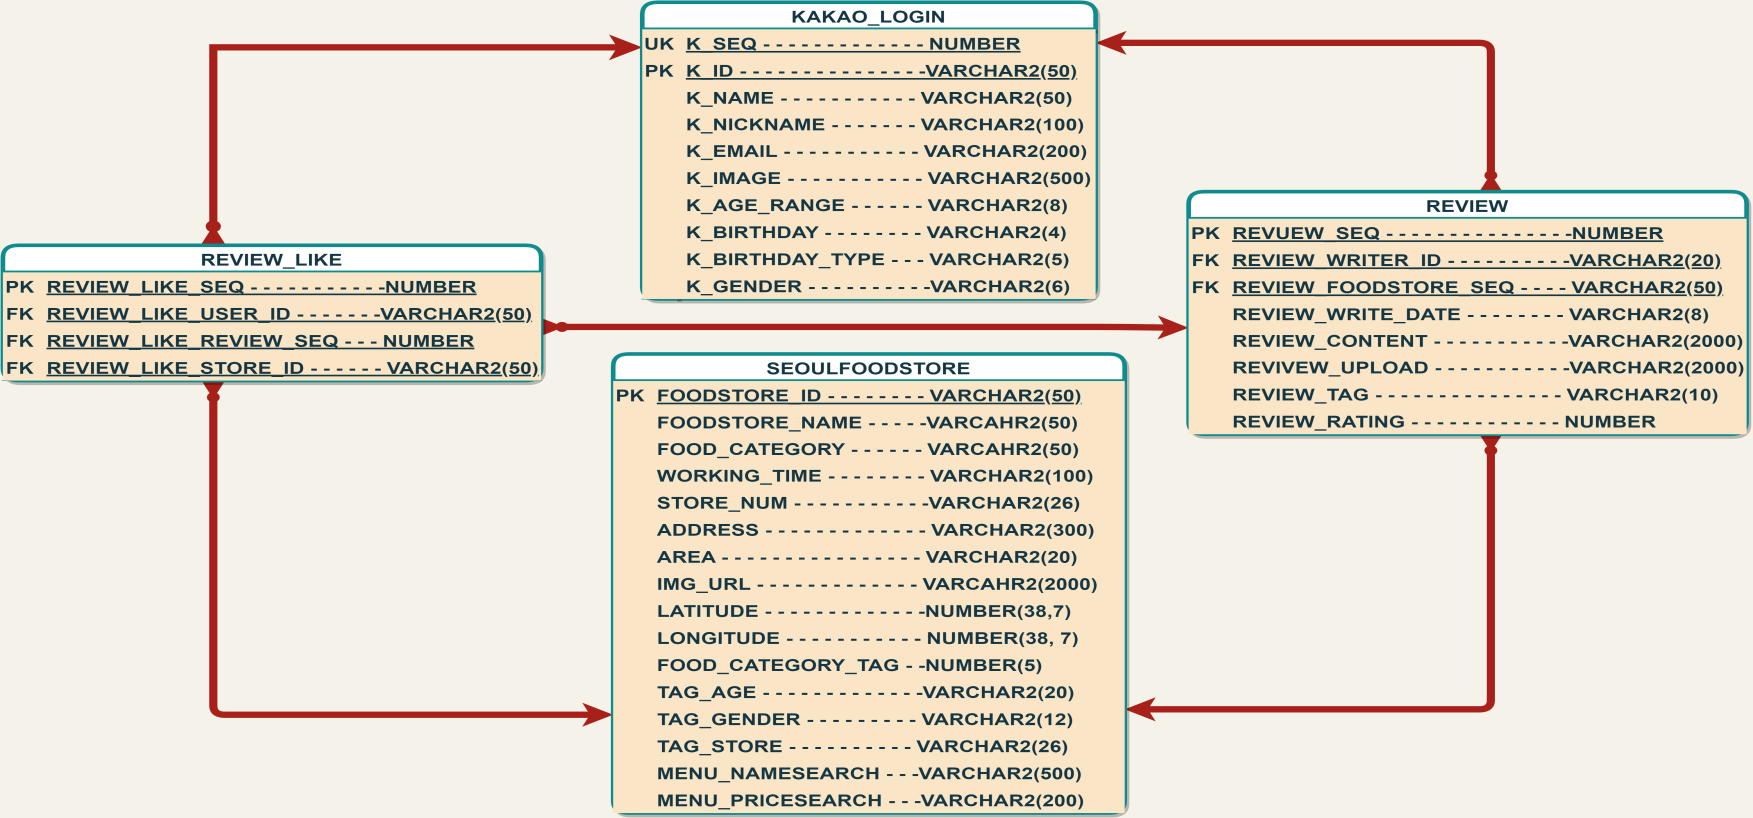 KAKAO_LOGIN
UK K_SEQ - - - - - - - - - - - - NUMBER
PK K_ID - - - - - - - - - - - - - - -VARCHAR2(50)
K_NAME - - - - - - - - - - - VARCHAR2(50)
K_NICKNAME - - - - - - - VARCHAR2(100)
K_EMAIL - - - - - - - - - - - VARCHAR2(200)
K_IMAGE - - - - - - - - - - - VARCHAR2(500)
K_AGE_RANGE - - - - - - VARCHAR2(8)
K_BIRTHDAY - - - - - - - - VARCHAR2(4)
K_BIRTHDAY_TYPE - - - VARCHAR2(5)
K_GENDER - - - - - - - - - -VARCHAR2(6)
REVIEW_LIKE
PK REVIEW_LIKE_SEQ - - - - - - - - - - -NUMBER
FK REVIEW_LIKE_USER_ID - - - - - - -VARCHAR2(50)
FK REVIEW_LIKE_REVIEW_SEQ - - - NUMBER
FK REVIEW_LIKE_STORE_ID - - - - - - VARCHAR2(50)
REVIEW
PK REVUEW_SEQ - - - - - - - - - - - - - - -NUMBER
FK REVIEW_WRITER_ID - - - - - - - - - -VARCHAR2(20)
FK REVIEW_FOODSTORE_SEQ - - - - VARCHAR2(50)
REVIEW_WRITE_DATE - - - - - - - - VARCHAR2(8)
REVIEW_CONTENT - - - - - - - - - - -VARCHAR2(2000)
REVIVEW_UPLOAD - - - - - - - - - - -VARCHAR2(2000)
REVIEW_TAG - - - - - - - - - - - - - - - VARCHAR2(10)
REVIEW_RATING - - - - - - - - - - - - NUMBER
SEOULFOODSTORE
PK FOODSTORE_ID - - - - - - - - VARCHAR2(50)
FOODSTORE_NAME - - - - -VARCAHR2(50)
FOOD_CATEGORY - - - - - - VARCAHR2(50)
WORKING_TIME - - - - - - - - VARCHAR2(100)
STORE_NUM - - - - - - - - - - -VARCHAR2(26)
ADDRESS - - - - - - - - - - - - - VARCHAR2(300)
AREA - - - - - - - - - - - - - - - - VARCHAR2(20)
IMG_URL - - - - - - - - - - - - - VARCAHR2(2000)
LATITUDE - - - - - - - - - - - - -NUMBER(38,7)
LONGITUDE - - - - - - - - - - - NUMBER(38, 7)
FOOD_CATEGORY_TAG - -NUMBER(5)
TAG_AGE - - - - - - - - - - - - -VARCHAR2(20)
TAG_GENDER - - - - - - - - - VARCHAR2(12)
TAG_STORE - - - - - - - - - - VARCHAR2(26)
MENU_NAMESEARCH - - -VARCHAR2(500)
MENU_PRICESEARCH - - -VARCHAR2(200)